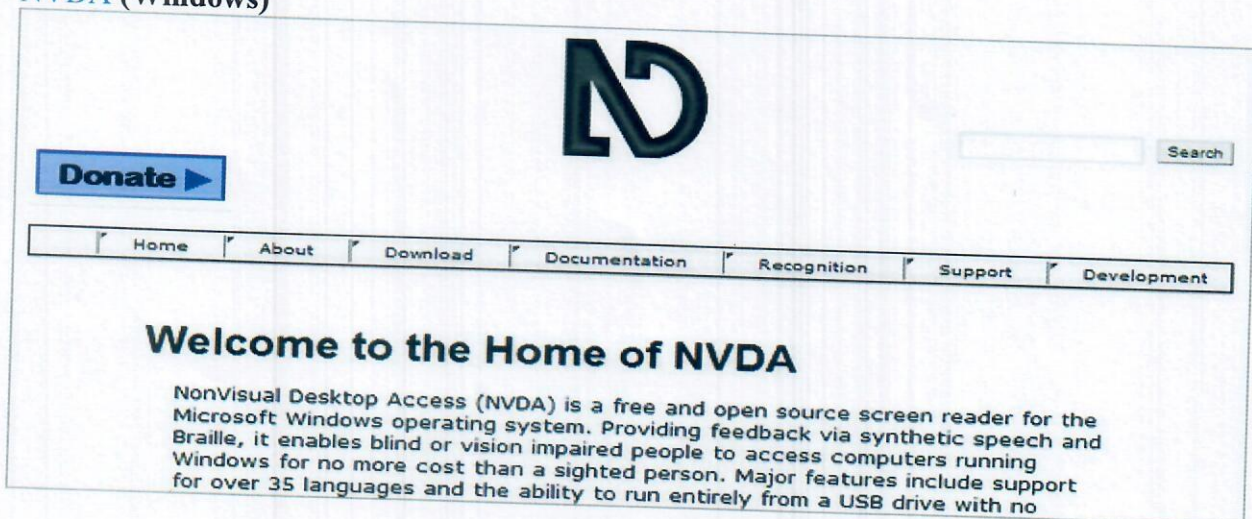 NVDA (Windows)
Donate
Search
Home About Download Documentation Recognition Support Development
Welcome to the Home of NVDA
NonVisual Desktop Access (NVDA) is a free and open source screen reader for the
Microsoft Windows operating system. Providing feedback via synthetic speech and
Braille, it enables blind or vision impaired people to access computers running
Windows for no more cost than a sighted person. Major features include support
for over 35 languages and the ability to run entirely from a USB drive with no